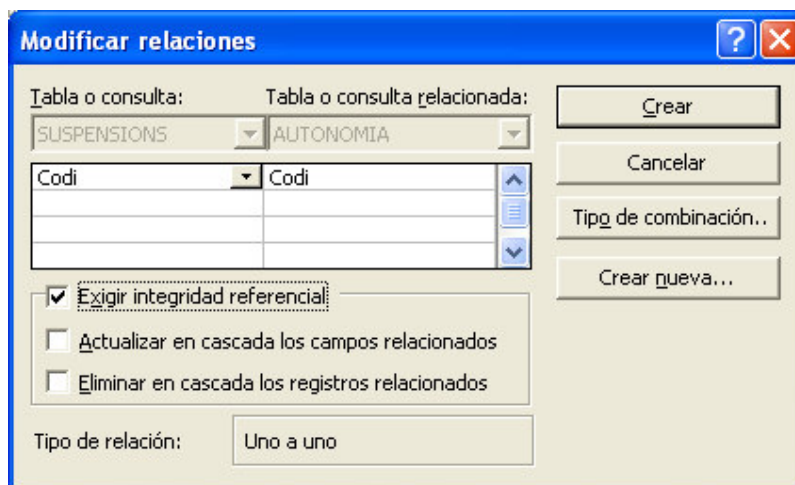 Modificar relaciones
Tabla o consulta: Tabla o consulta relacionada:
SUSPENSIONS AUTONOMIA
Codi Codi
Crear
Cancelar
Tipo de combinación..
Crear nueva...
Exigir integridad referencial
Actualizar en cascada los campos relacionados
Eliminar en cascada los registros relacionados
Tipo de relación: Uno a uno